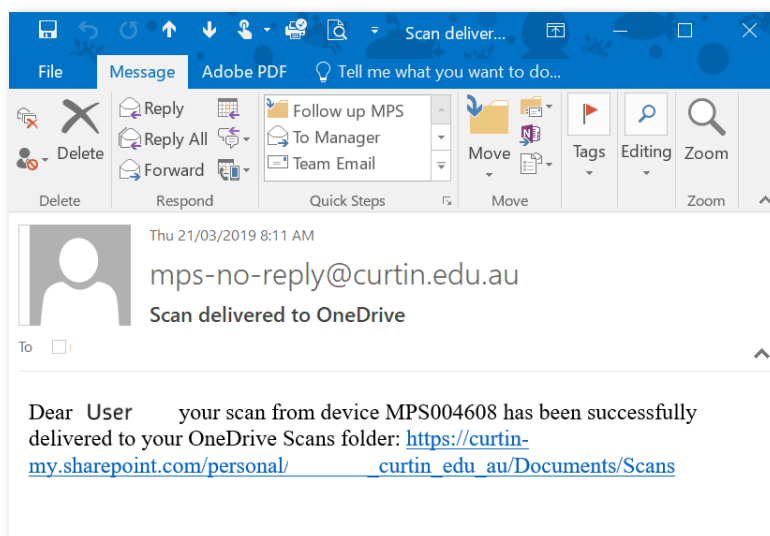 Scan deliver...
File Message Adobe PDF Tell me what you want to do...
Delete
Reply
Reply All
Forward
Follow up MPS
To Manager
Team Email
Move
Tags
Editing
Zoom
Delete Respond Quick Steps Move Zoom
Thu 21/03/2019 8:11 AM
mps-no-reply@curtin.edu.au
Scan delivered to OneDrive
To
Dear User your scan from device MPS004608 has been successfully
delivered to your OneDrive Scans folder: https://curtin-
my.sharepoint.com/personal/ _curtin_edu_au/Documents/Scans